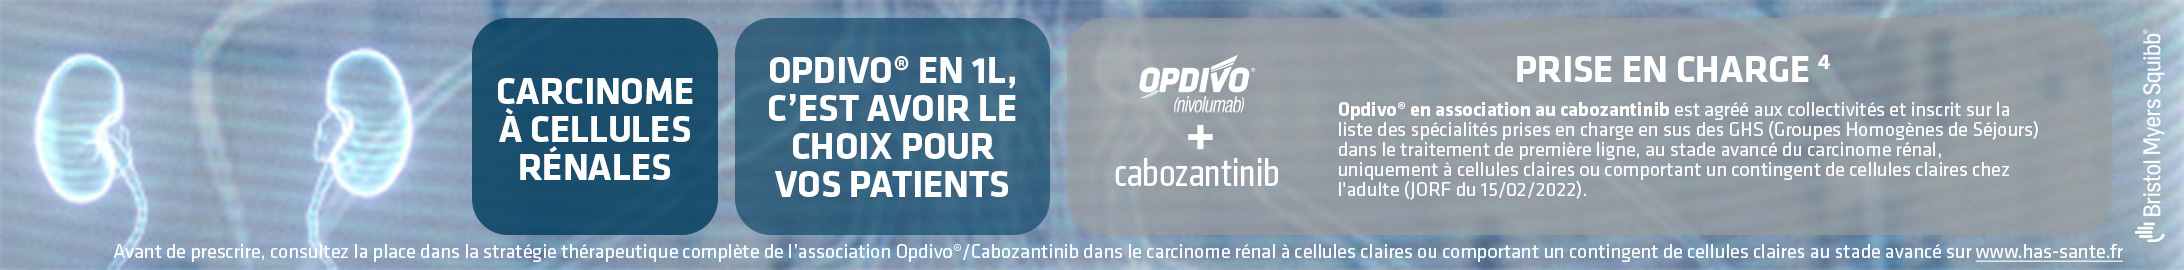 CARCINOME
À CELLULES
RÉNALES
OPDIVO® EN 1L,
C’EST AVOIR LE
CHOIX POUR
VOS PATIENTS
OPDIVO®
(nivolumab)
+
cabozantinib
PRISE EN CHARGE 4
Opdivo® en association au cabozantinib est agréé aux collectivités et inscrit sur la
liste des spécialités prises en charge en sus des GHS (Groupes Homogènes de Séjours)
dans le traitement de première ligne, au stade avancé du carcinome rénal,
uniquement à cellules claires ou comportant un contingent de cellules claires chez
l’adulte (JORF du 15/02/2022).
Bristol Myers Squibb™
Avant de prescrire, consultez la place dans la stratégie thérapeutique complète de l’association Opdivo®/Cabozantinib dans le carcinome rénal à cellules claires ou comportant un contingent de cellules claires au stade avancé sur www.has-sante.fr